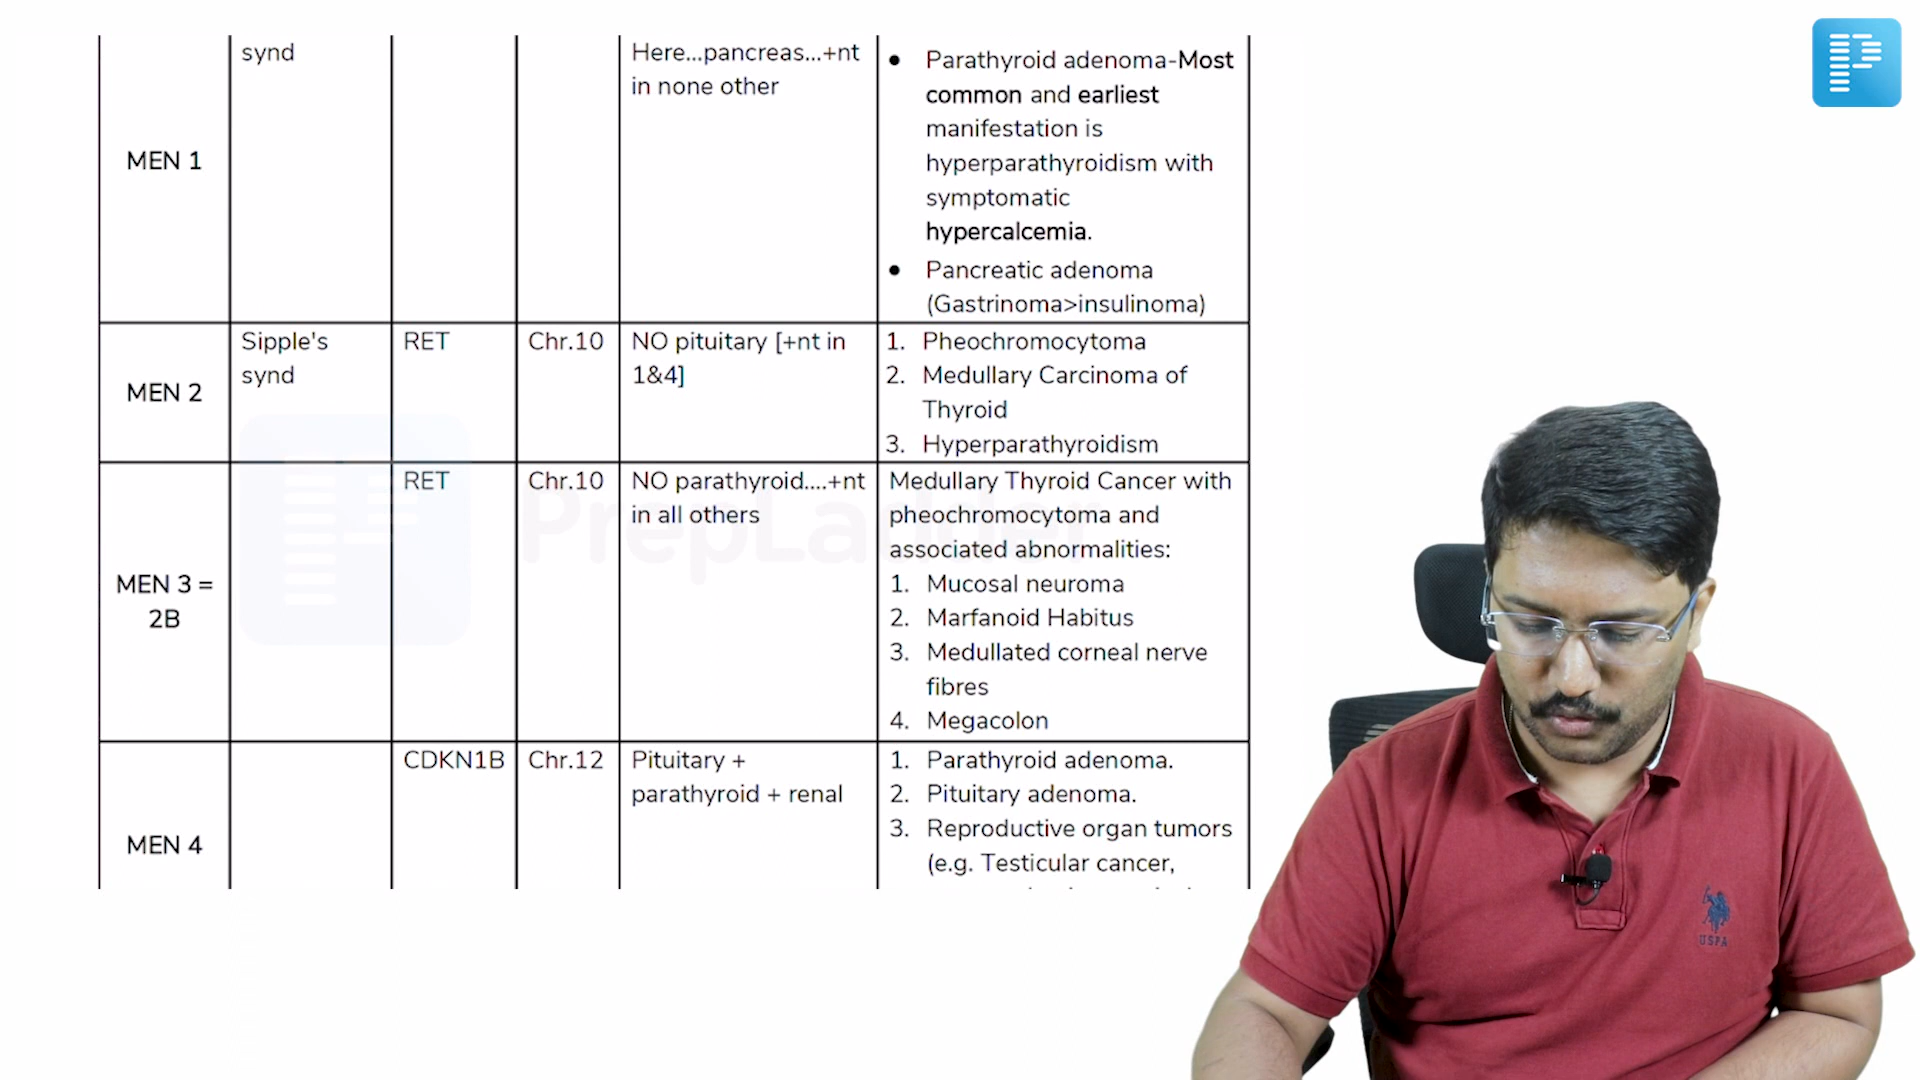 synd
Here...pancreas...+nt
in none other
MEN 1
● Parathyroid adenoma-Most
common and earliest
manifestation is
hyperparathyroidism with
symptomatic
hypercalcemia.
● Pancreatic adenoma
(Gastrinoma>insulinoma)
MEN 2
Sipple's
synd
RET
Chr.10
NO pituitary [+nt in
1&4]
1. Pheochromocytoma
2. Medullary Carcinoma of
Thyroid
3. Hyperparathyroidism
MEN 3 =
2B
RET
Chr.10
NO parathyroid....+nt
in all others
Medullary Thyroid Cancer with
pheochromocytoma and
associated abnormalities:
1. Mucosal neuroma
2. Marfanoid Habitus
3. Medullated corneal nerve
fibres
4. Megacolon
MEN 4
CDKN1B
Chr.12
Pituitary +
parathyroid + renal
1. Parathyroid adenoma.
2. Pituitary adenoma.
3. Reproductive organ tumors
(e.g. Testicular cancer,
PrepLadder
USPA